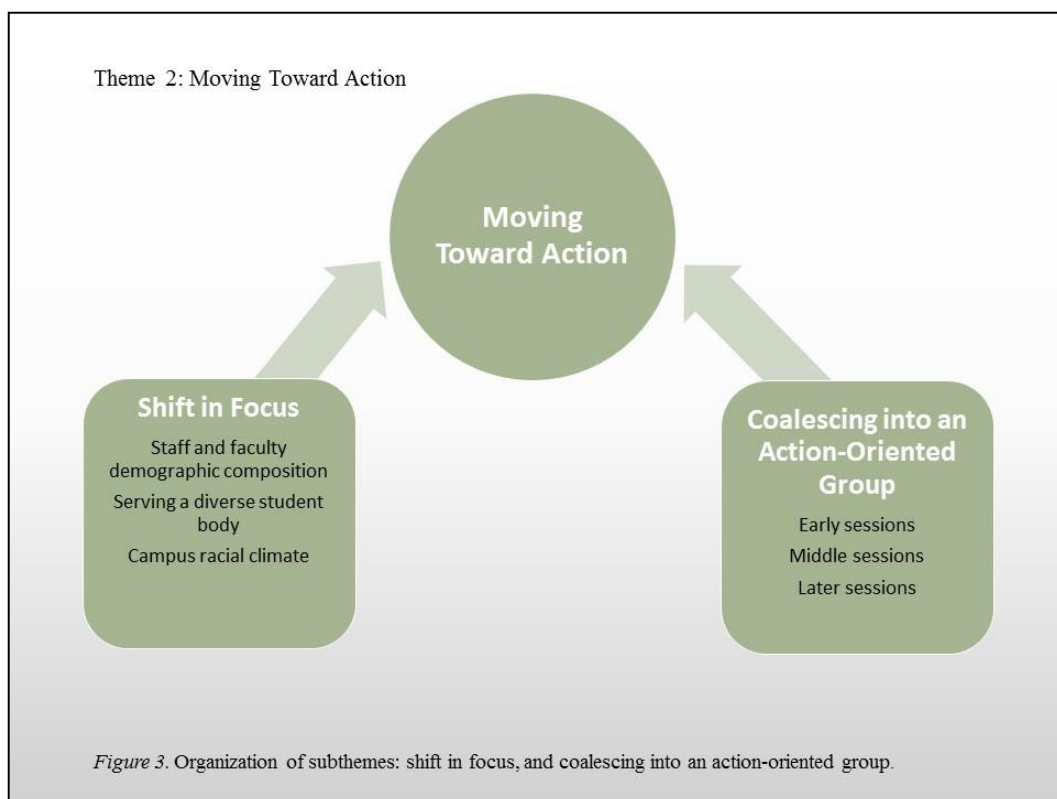 Theme 2: Moving Toward Action
Moving
Toward Action
Shift in Focus
Staff and faculty
demographic composition
Serving a diverse student
body
Campus racial climate
Coalescing into an
Action-Oriented
Group
Early sessions
Middle sessions
Later sessions
Figure 3. Organization of subthemes: shift in focus, and coalescing into an action-oriented group.